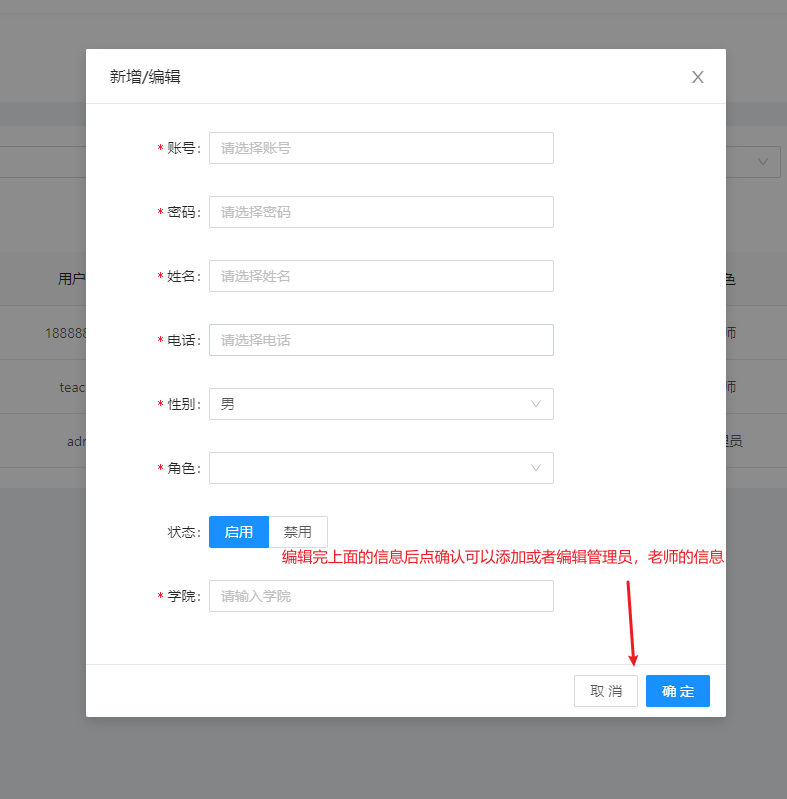 新增/编辑
* 账号:
请选择账号
* 密码:
请选择密码
* 姓名:
请选择姓名
用户
色
* 电话:
请选择电话
18888
师
* 性别:
男
teac
师
adr
员
* 角色:
状态:
启用
禁用
编辑完上面的信息后点确认可以添加或者编辑管理员，老师的信息
* 学院:
请输入学院
取 消
确 定